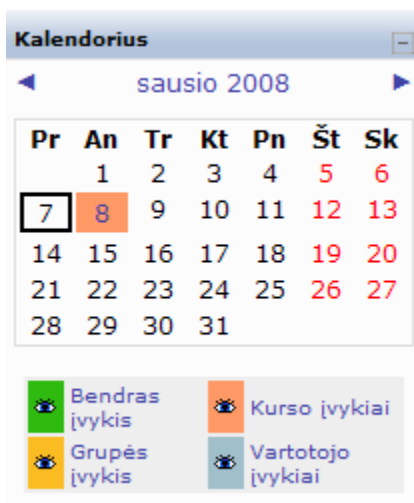 Kalendorius
sausio 2008
Pr An Tr Kt Pn Št Sk
1 2 3 4 5 6
7 8 9 10 11 12 13
14 15 16 17 18 19 20
21 22 23 24 25 26 27
28 29 30 31
Bendras
įvykis
Kurso įvykiai
Grupės
įvykis
Vartotojo
įvykiai